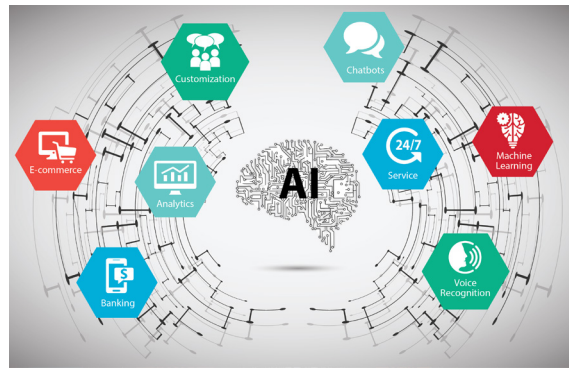 Customization
Chatbots
E-commerce
Analytics
AI
24/7
Service
Machine
Learning
$
Banking
Voice
Recognition